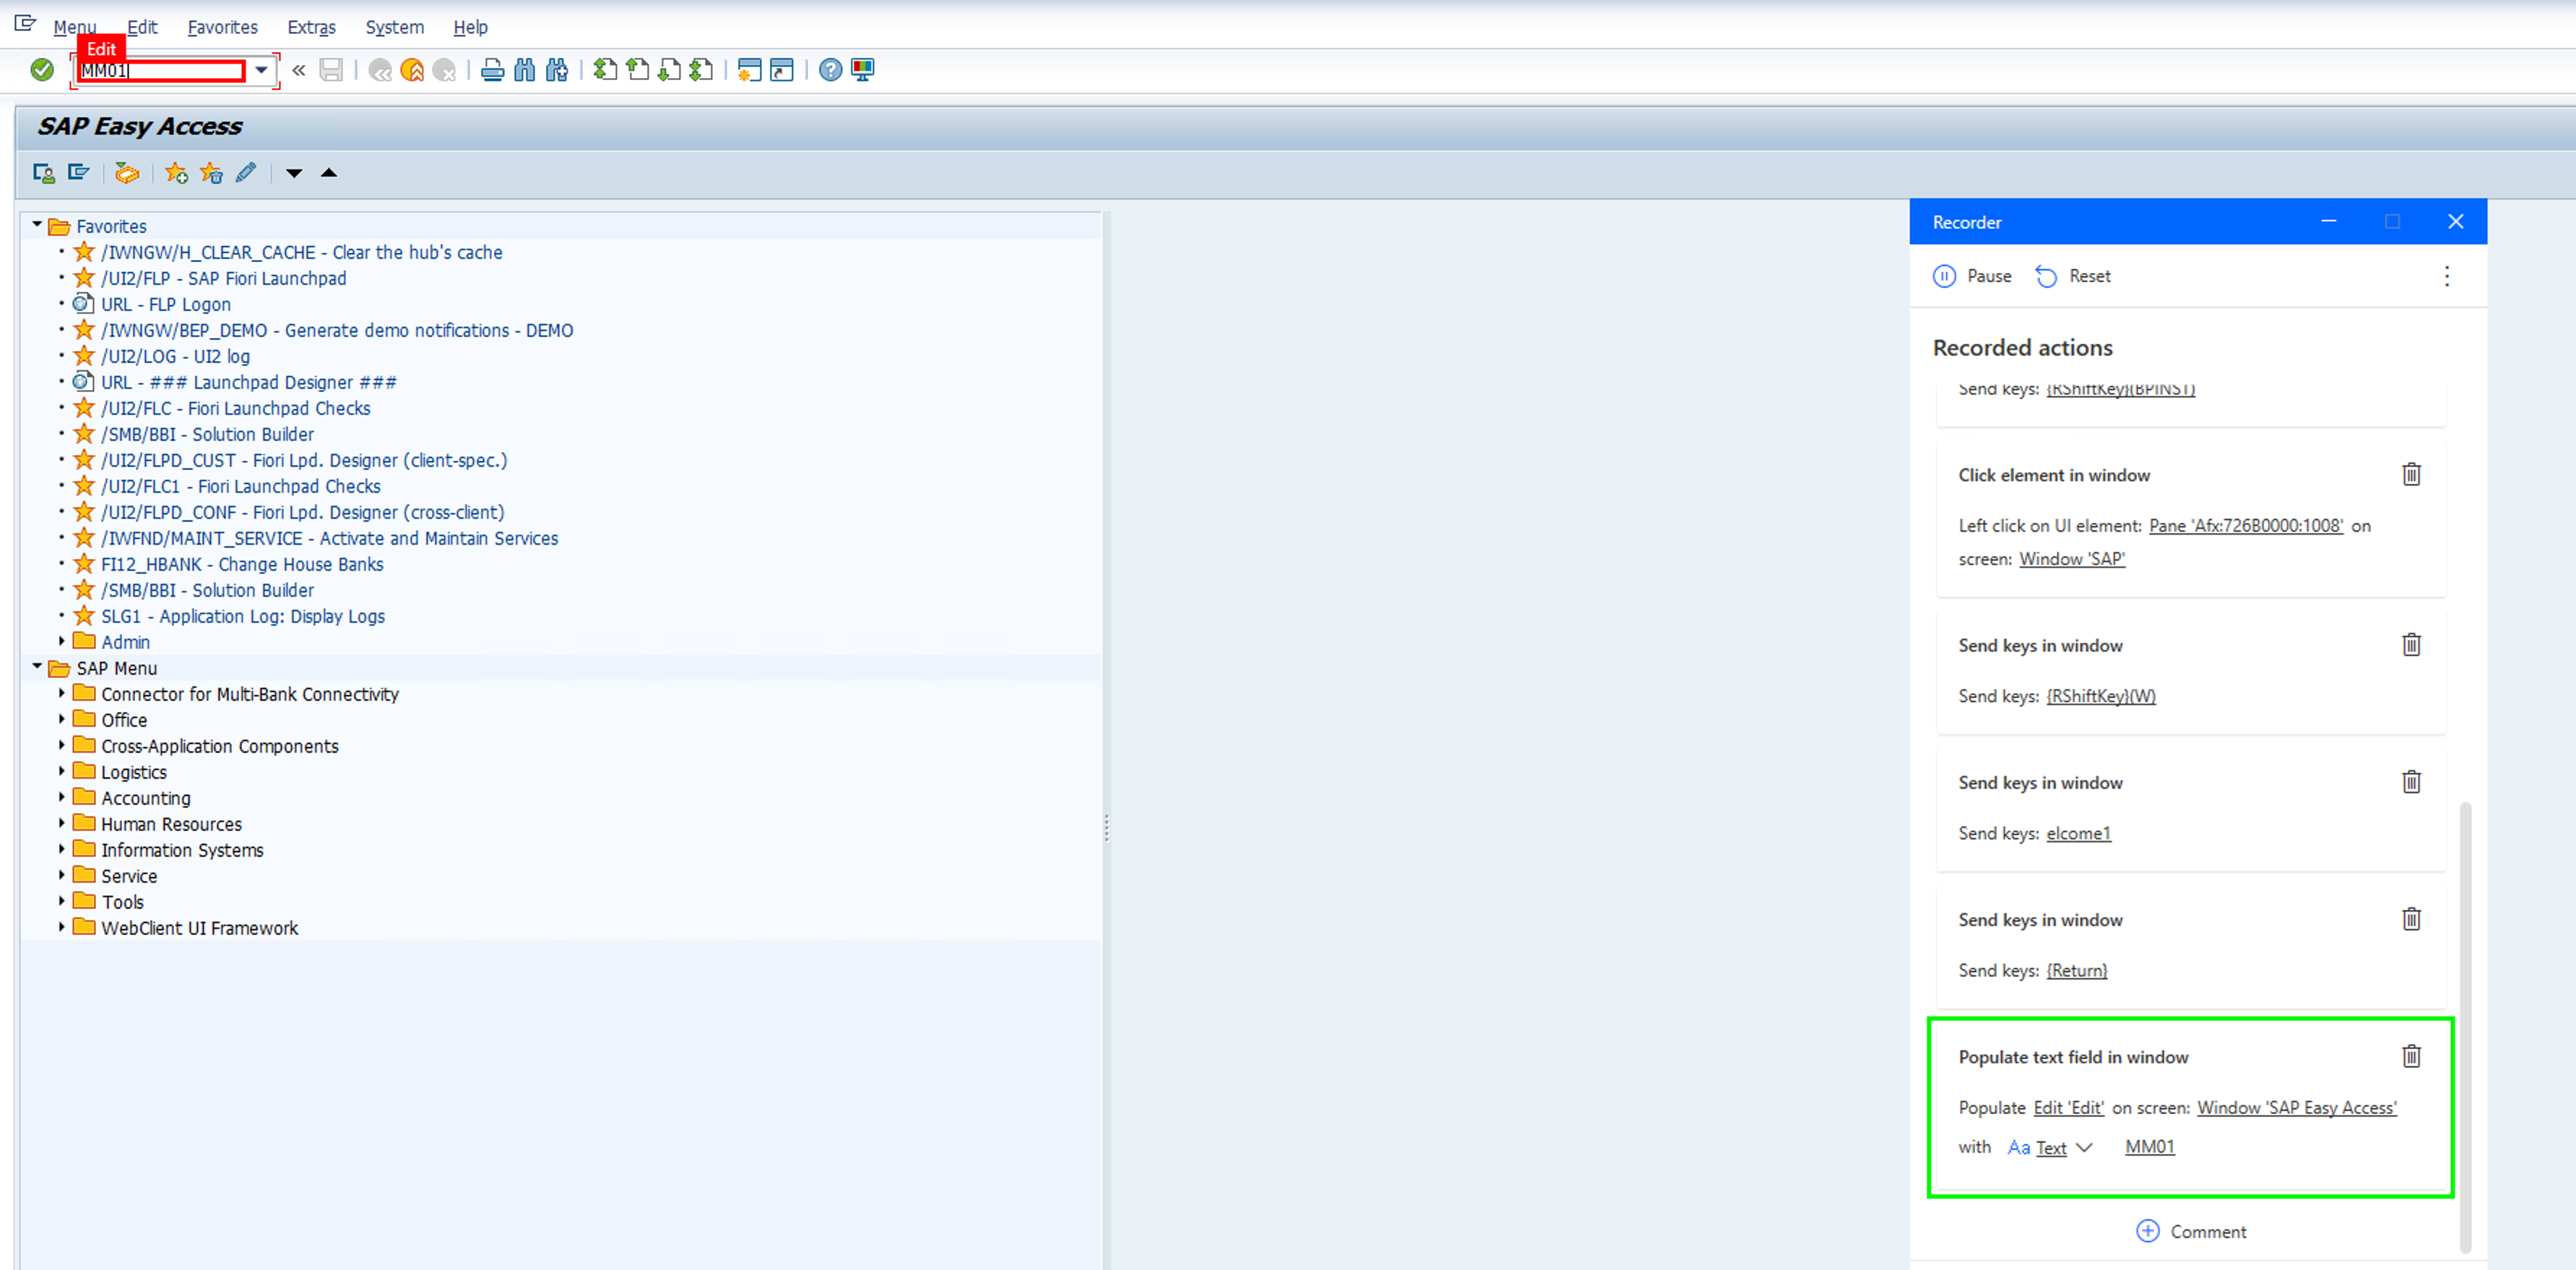 Menu Edit Favorites Extras System Help
Edit
MM01
SAP Easy Access
Favorites
/IWNGW/H_CLEAR_CACHE - Clear the hub's cache
/UI2/FLP - SAP Fiori Launchpad
URL - FLP Logon
/IWNGW/BEP_DEMO - Generate demo notifications - DEMO
/UI2/LOG - UI2 log
URL - ### Launchpad Designer ###
/UI2/FLC - Fiori Launchpad Checks
/SMB/BBI - Solution Builder
/UI2/FLPD_CUST - Fiori Lpd. Designer (client-spec.)
/UI2/FLC1 - Fiori Launchpad Checks
/UI2/FLPD_CONF - Fiori Lpd. Designer (cross-client)
/IWFND/MAINT_SERVICE - Activate and Maintain Services
FI12_HBANK - Change House Banks
/SMB/BBI - Solution Builder
SLG1 - Application Log: Display Logs
Admin
SAP Menu
Connector for Multi-Bank Connectivity
Office
Cross-Application Components
Logistics
Accounting
Human Resources
Information Systems
Service
Tools
WebClient UI Framework
Recorder
Pause Reset
Recorded actions
Send keys: {RShiftKey}(BPINST)
Click element in window
Left click on UI element: Pane 'Afx:726B0000:1008' on
screen: Window 'SAP'
Send keys in window
Send keys: {RShiftKey}(W)
Send keys in window
Send keys: elcome1
Send keys in window
Send keys: {Return}
Populate text field in window
Populate Edit 'Edit' on screen: Window 'SAP Easy Access'
with Aa Text MM01
Comment